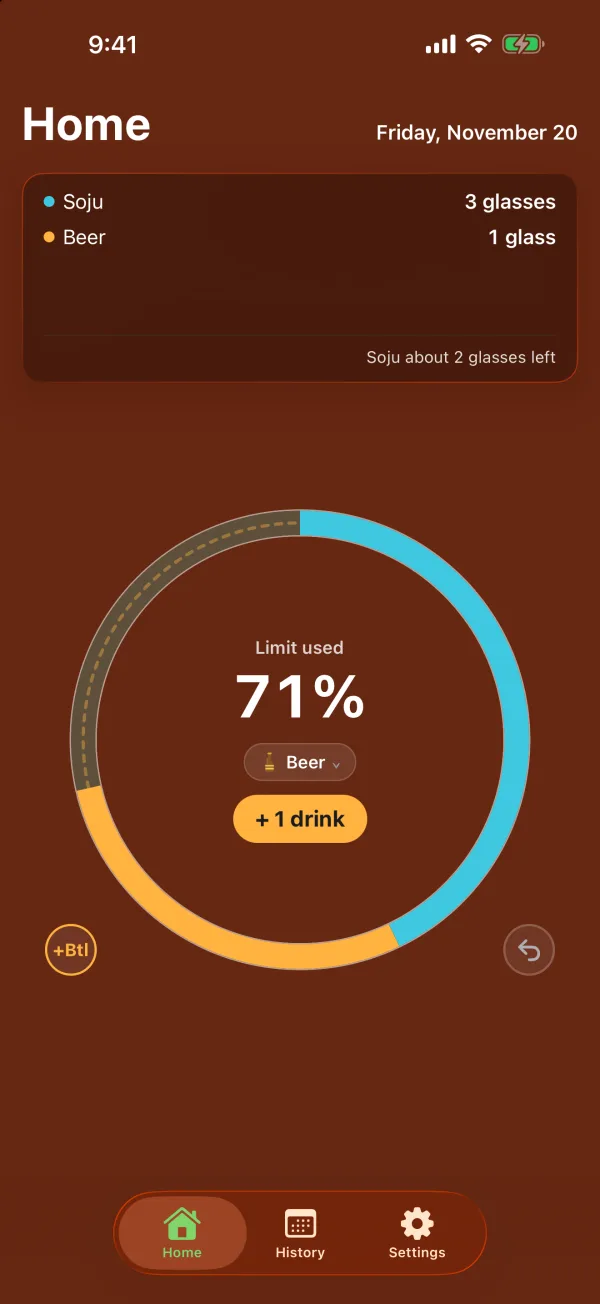 9:41
Home
Friday, November 20
Soju 3 glasses
Beer 1 glass
Soju about 2 glasses left
Limit used
71%
Beer
+ 1 drink
+Btl
Home History Settings